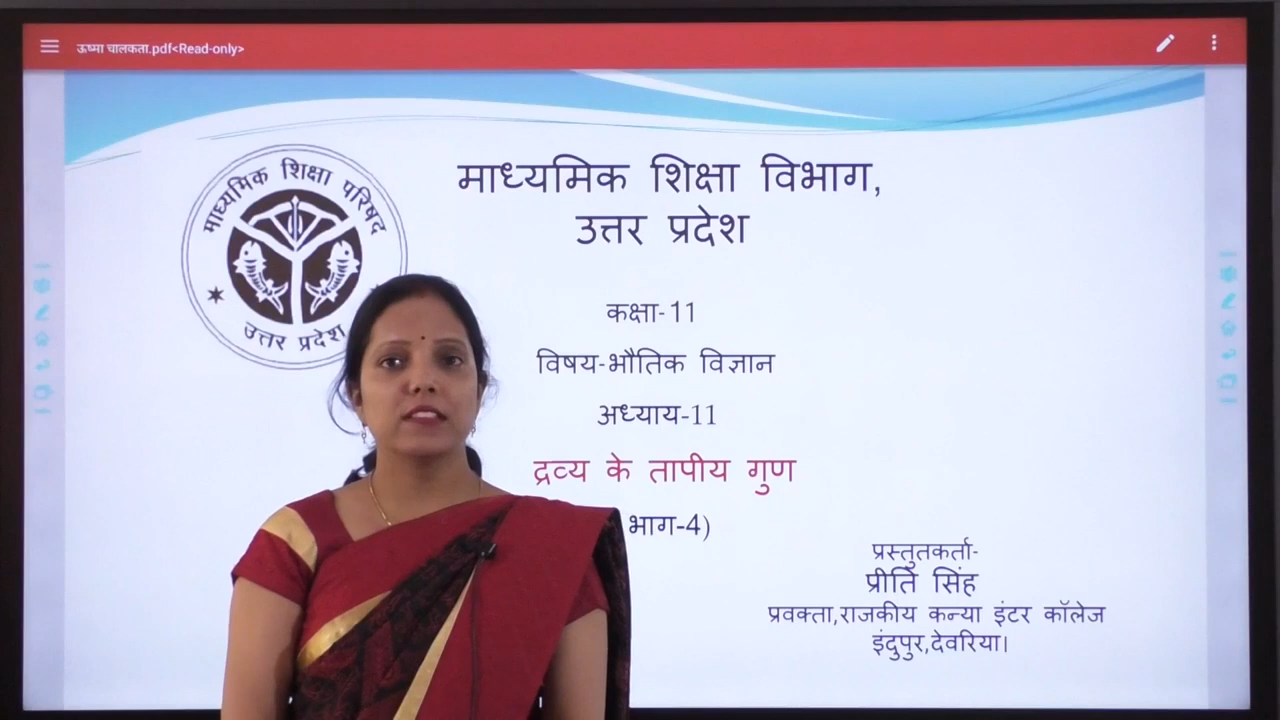 ऊष्मा चालकता.pdf<Read-only>
माध्यमिक शिक्षा परिषद
उत्तर प्रदेश
माध्यमिक शिक्षा विभाग,
उत्तर प्रदेश
कक्षा-11
विषय-भौतिक विज्ञान
अध्याय-11
द्रव्य के तापीय गुण
भाग-4)
प्रस्तुतकर्ता-
प्रीति सिंह
प्रवक्ता,राजकीय कन्या इंटर कॉलेज
इंदुपुर,देवरिया।